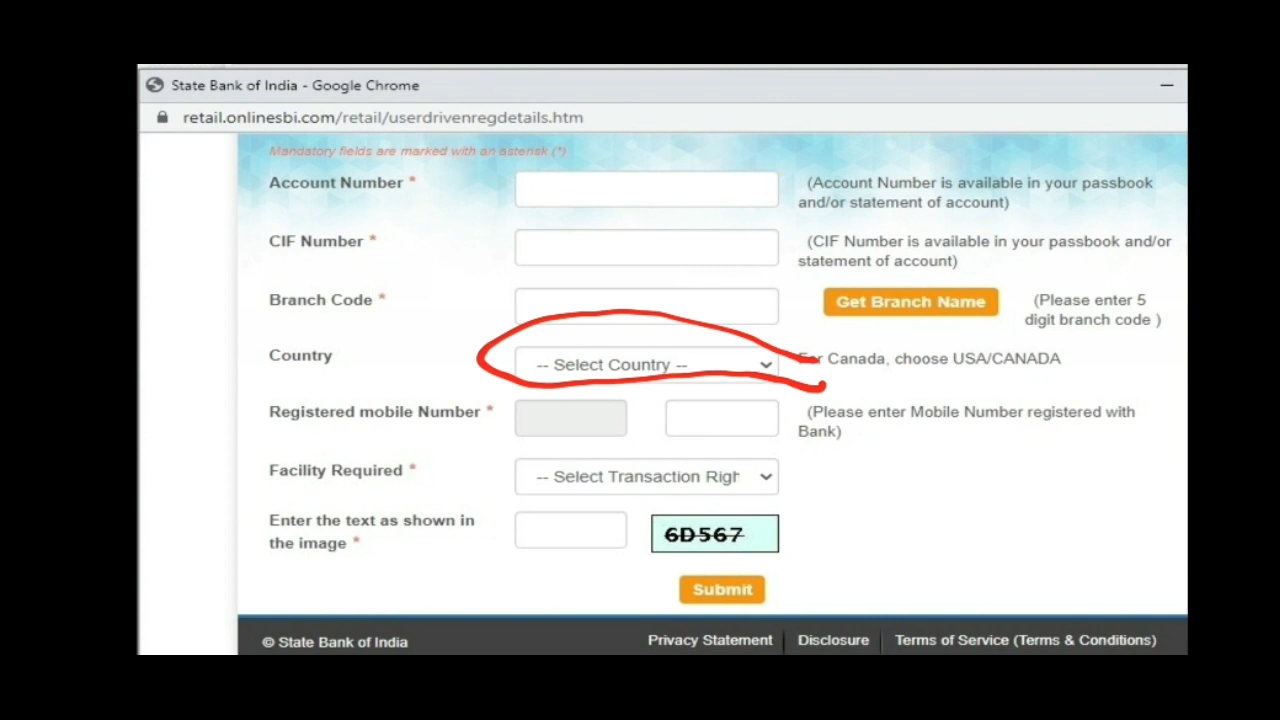 State Bank of India - Google Chrome
retail.onlinesbi.com/retail/userdrivenregdetails.htm
Mandatory fields are marked with an asterisk (*)
Account Number *
(Account Number is available in your passbook
and/or statement of account)
CIF Number *
(CIF Number is available in your passbook and/or
statement of account)
Branch Code *
Get Branch Name
(Please enter 5
digit branch code )
Country
-- Select Country --
For Canada, choose USA/CANADA
Registered mobile Number *
(Please enter Mobile Number registered with
Bank)
Facility Required *
-- Select Transaction Righ
Enter the text as shown in
the image *
6D567
Submit
© State Bank of India
Privacy Statement
Disclosure
Terms of Service (Terms & Conditions)